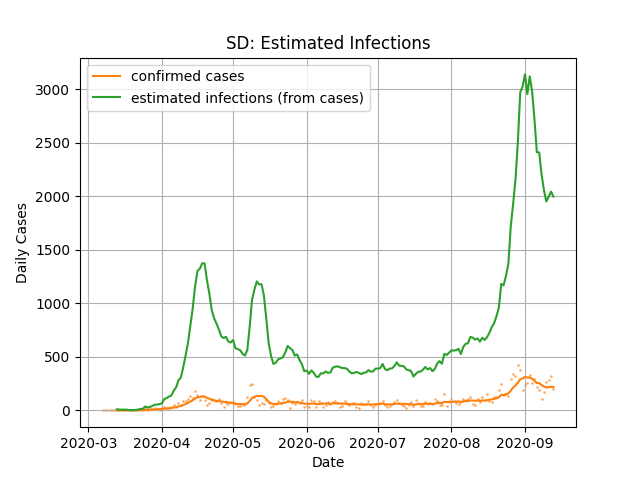 SD: Estimated Infections
confirmed cases
estimated infections (from cases)
Daily Cases
3000
2500
2000
1500
1000
500
0
2020-03 2020-04 2020-05 2020-06 2020-07 2020-08 2020-09
Date